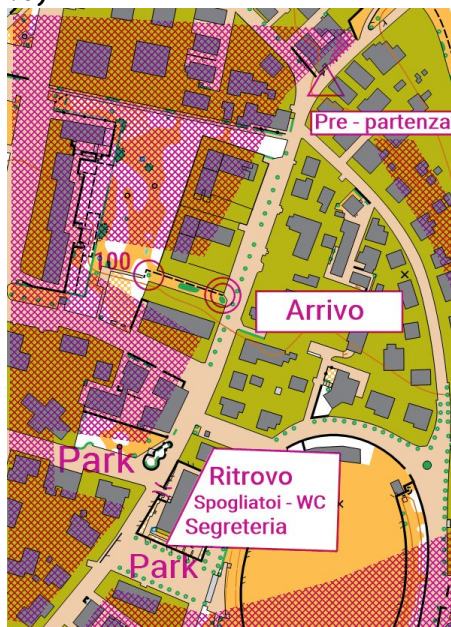 Pre - partenza
100
Arrivo
Park
Ritrovo
Spogliatoi - WC
Segreteria
Park